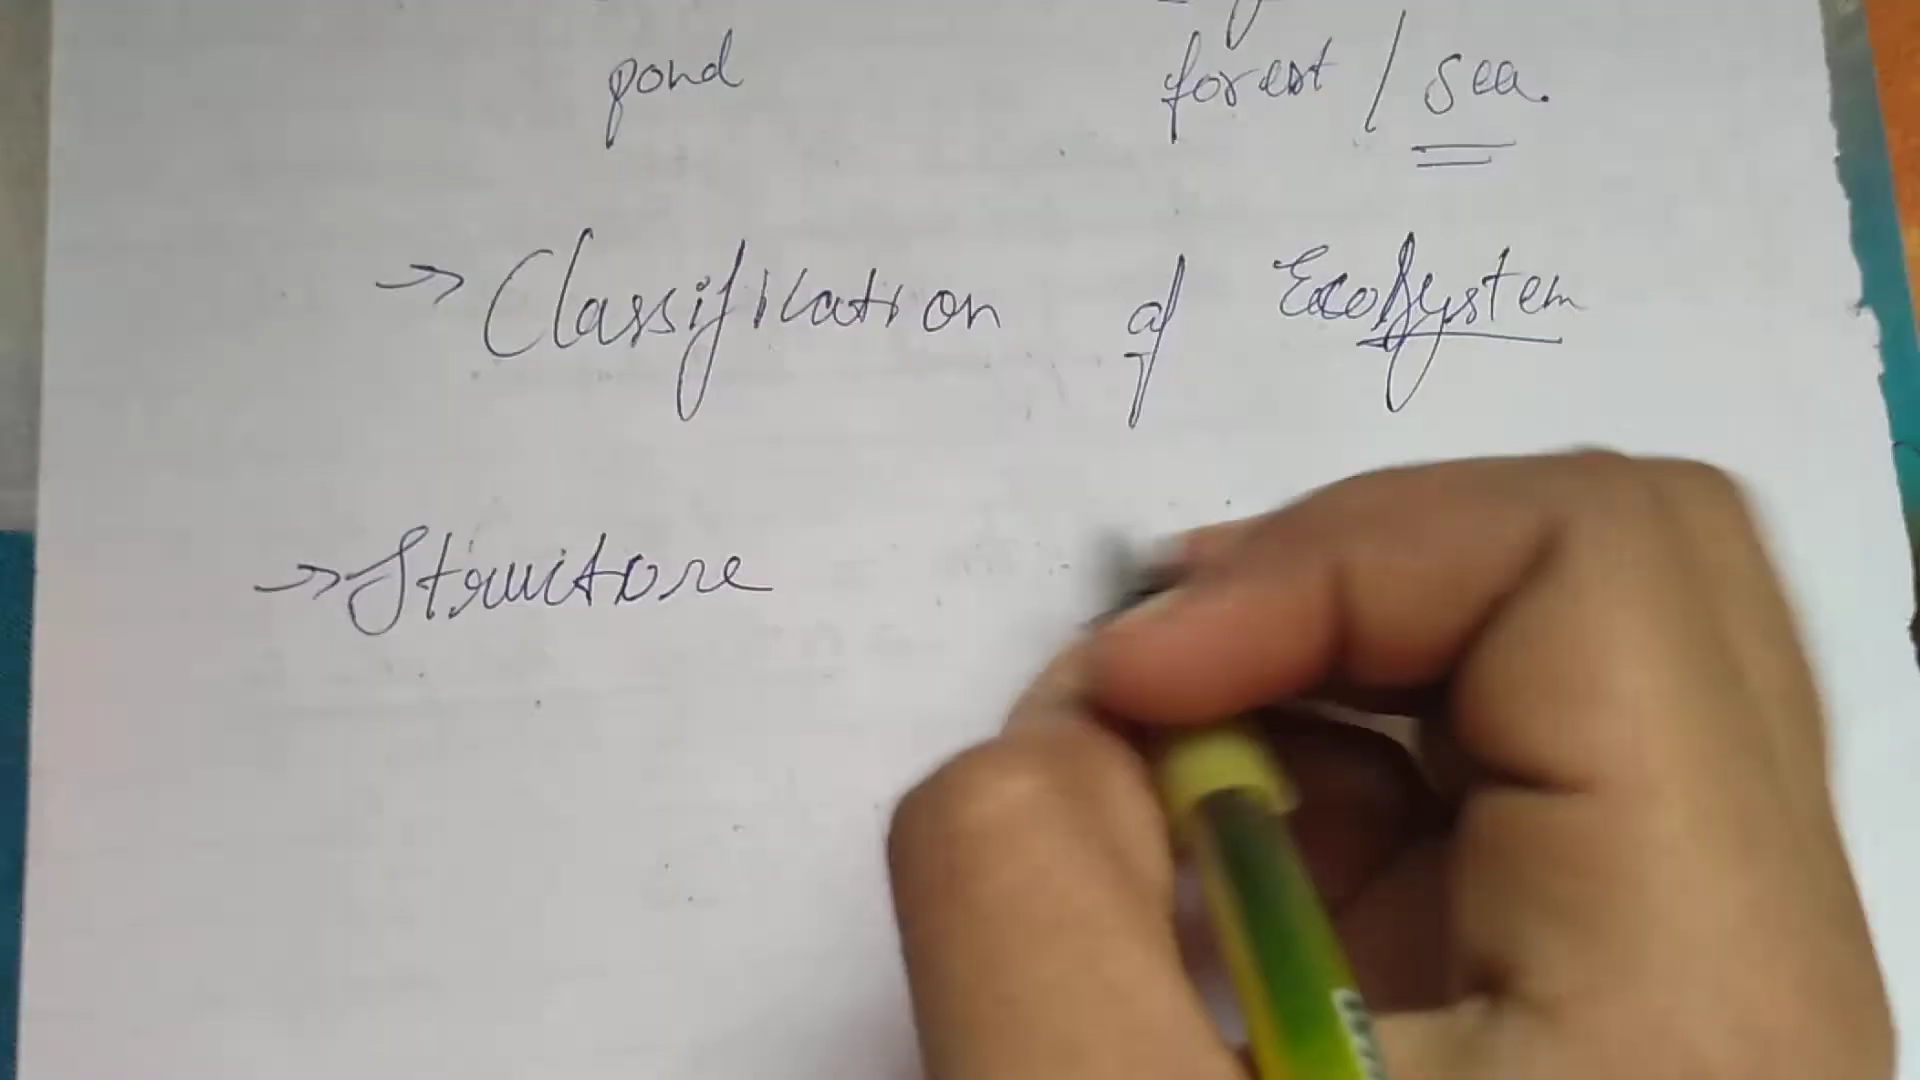 pond forest / sea.
→ Classification of Ecosystem
→ Structure